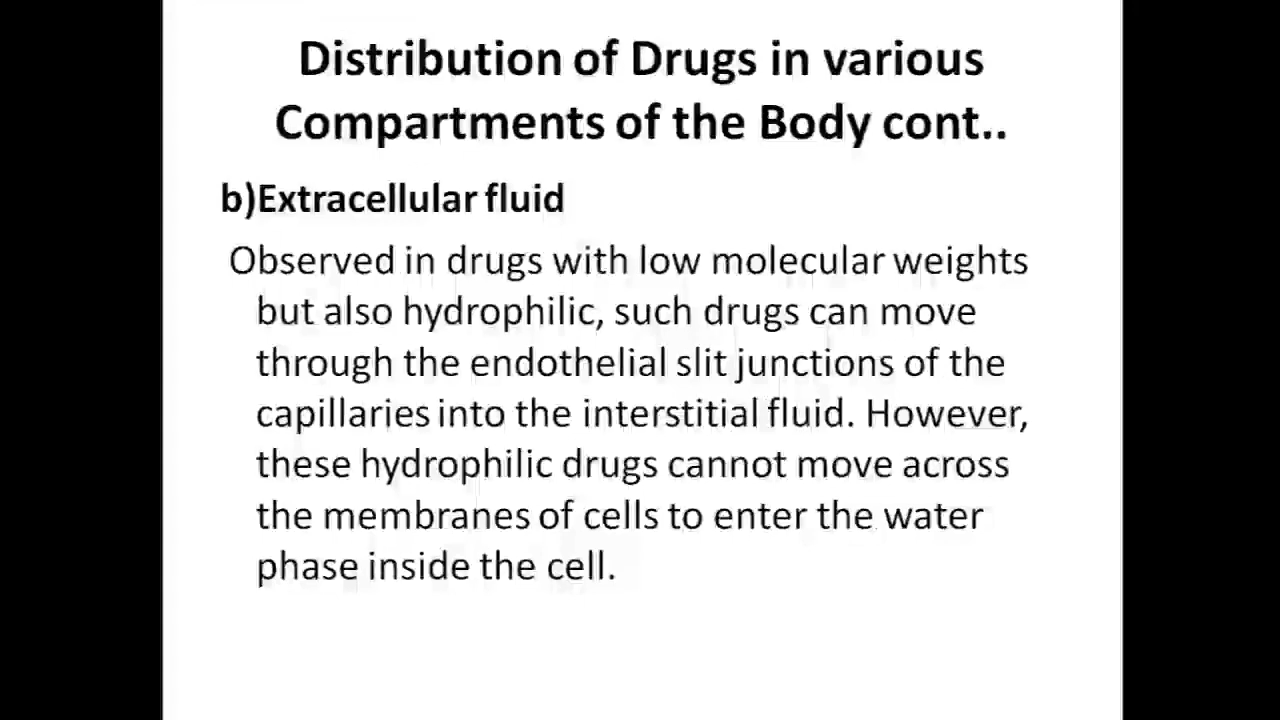 Distribution of Drugs in various
Compartments of the Body cont..
b)Extracellular fluid
Observed in drugs with low molecular weights
but also hydrophilic, such drugs can move
through the endothelial slit junctions of the
capillaries into the interstitial fluid. However,
these hydrophilic drugs cannot move across
the membranes of cells to enter the water
phase inside the cell.